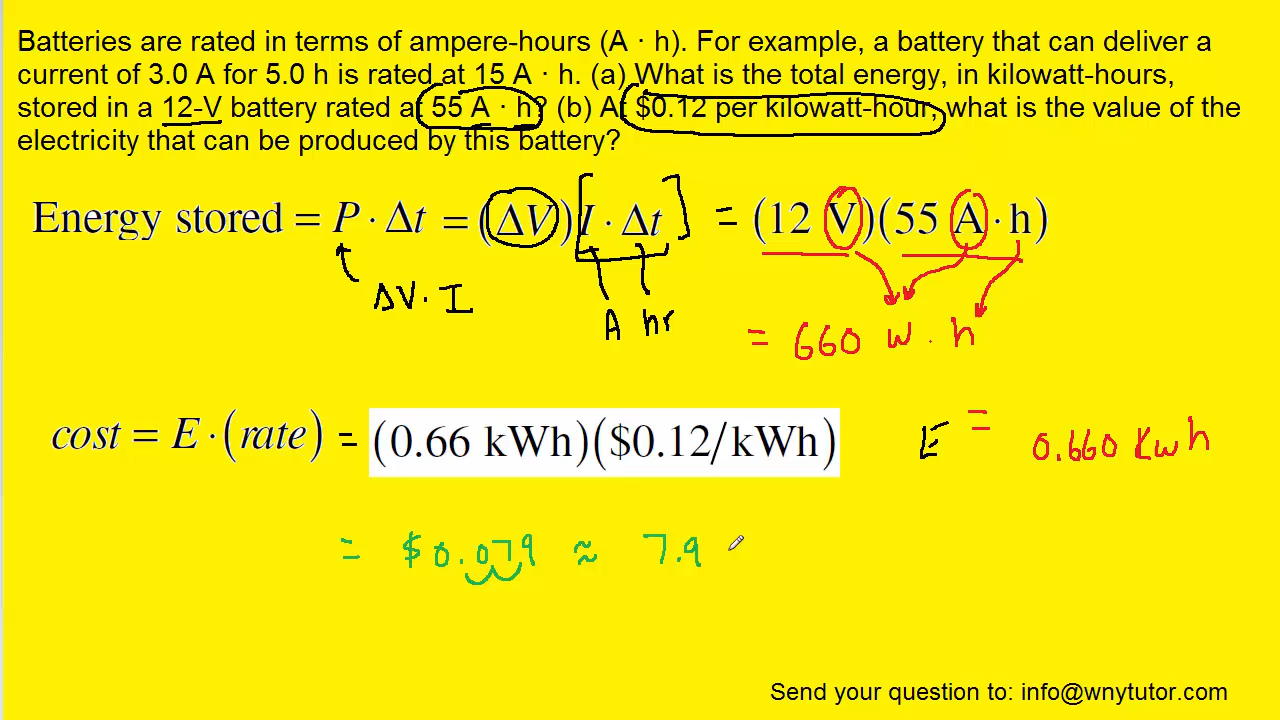 Batteries are rated in terms of ampere-hours (A · h). For example, a battery that can deliver a
current of 3.0 A for 5.0 h is rated at 15 A · h. (a) What is the total energy, in kilowatt-hours,
stored in a 12-V battery rated at 55 A · h? (b) At $0.12 per kilowatt-hour, what is the value of the
electricity that can be produced by this battery?
Energy stored = P · Δt = (ΔV)[I · Δt] = (12 V)(55 A · h)
ΔV · I
A hr
= 660 W · h
cost = E · (rate) = (0.66 kWh)($0.12/kWh)
E = 0.660 kWh
= $0.079 ≈ 7.9
Send your question to: info@wnytutor.com